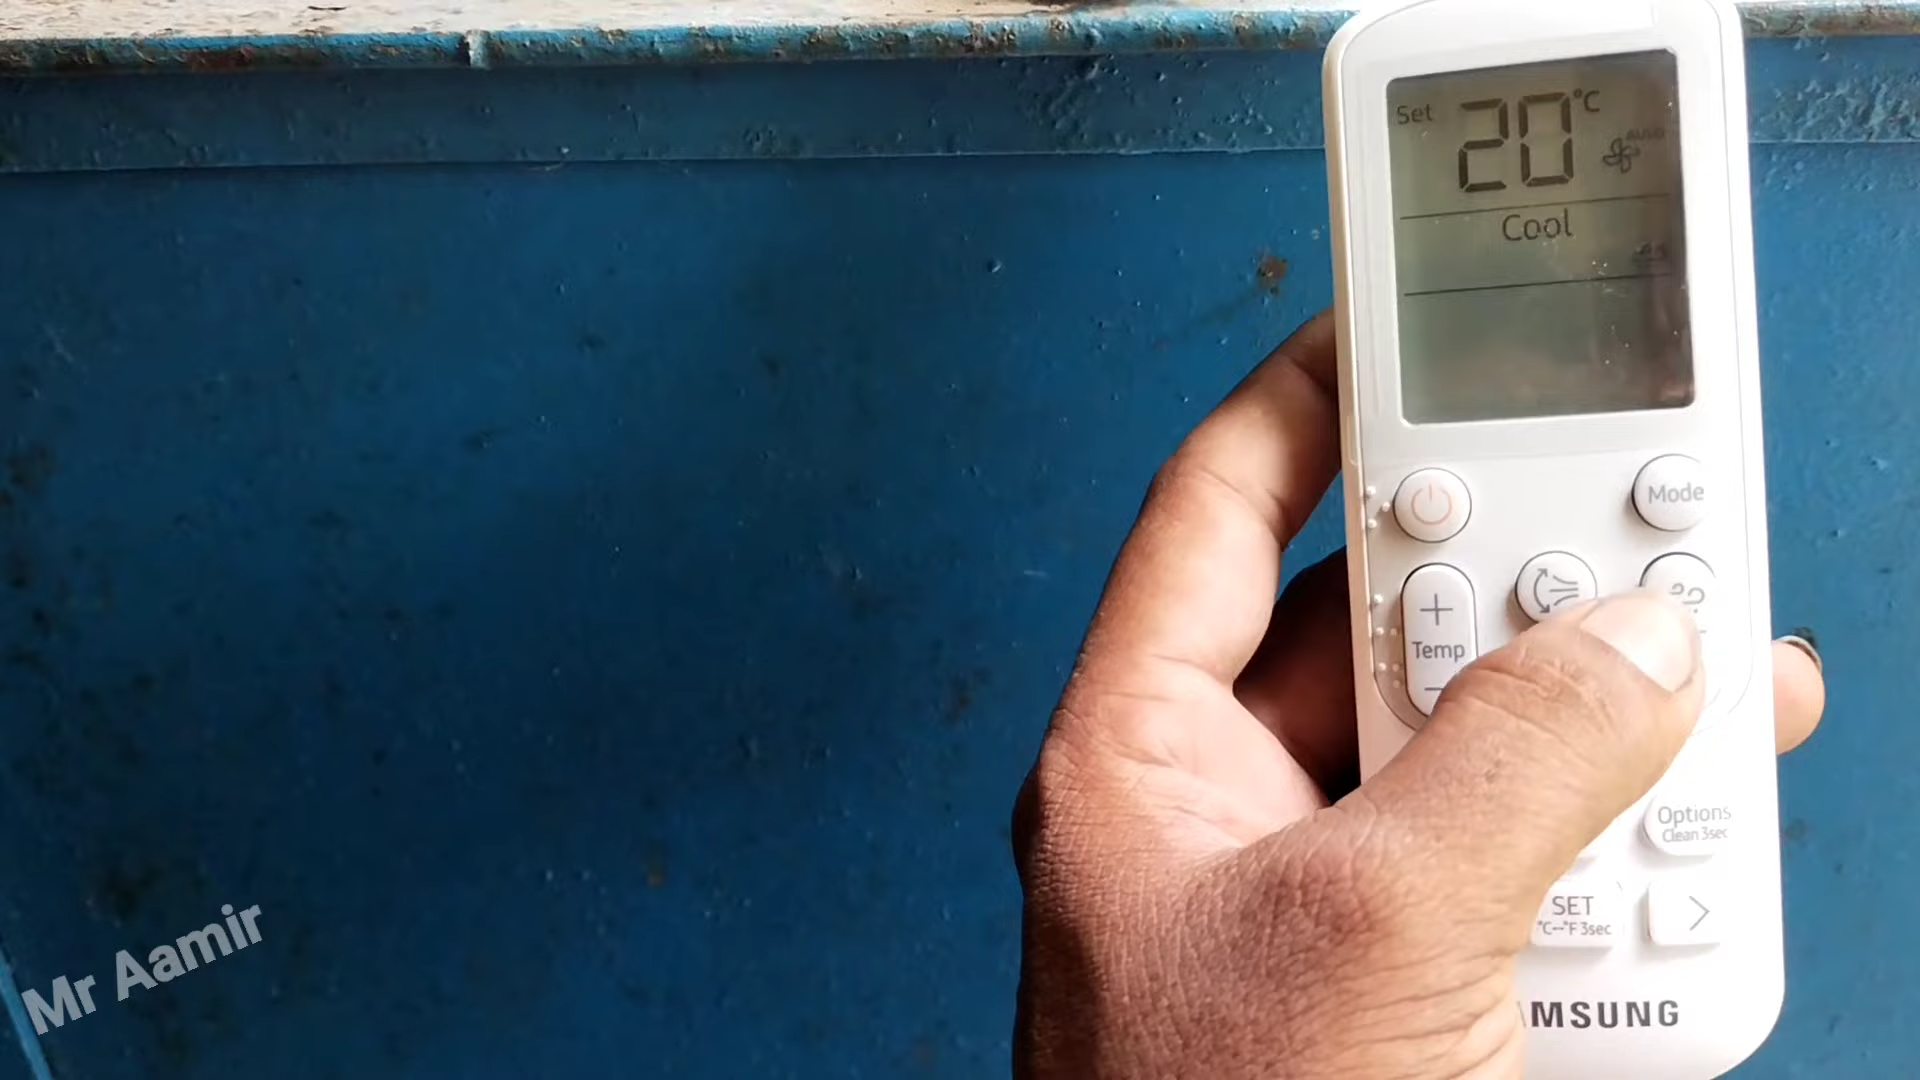 Set 20°C
AUTO
Cool
Mode
Temp
Options
Clean 3sec
SET
°C↔°F 3sec
MSUNG
Mr Aamir